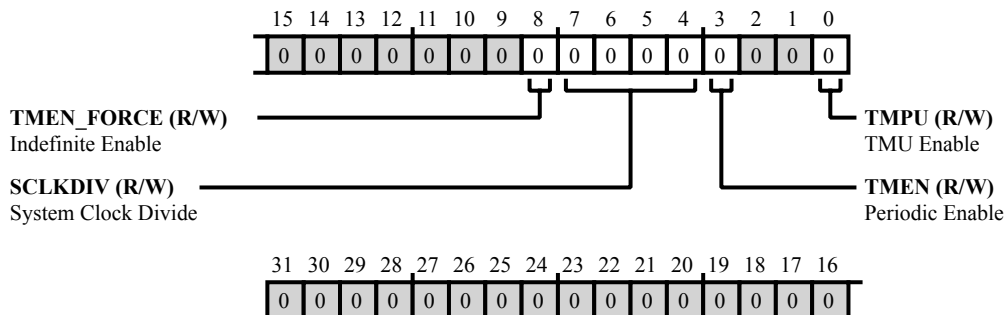 15 14 13 12 11 10 9 8 7 6 5 4 3 2 1 0
0 0 0 0 0 0 0 0 0 0 0 0 0 0 0 0
TMEN_FORCE (R/W)
Indefinite Enable
TMPU (R/W)
TMU Enable
SCLKDIV (R/W)
System Clock Divide
TMEN (R/W)
Periodic Enable
31 30 29 28 27 26 25 24 23 22 21 20 19 18 17 16
0 0 0 0 0 0 0 0 0 0 0 0 0 0 0 0